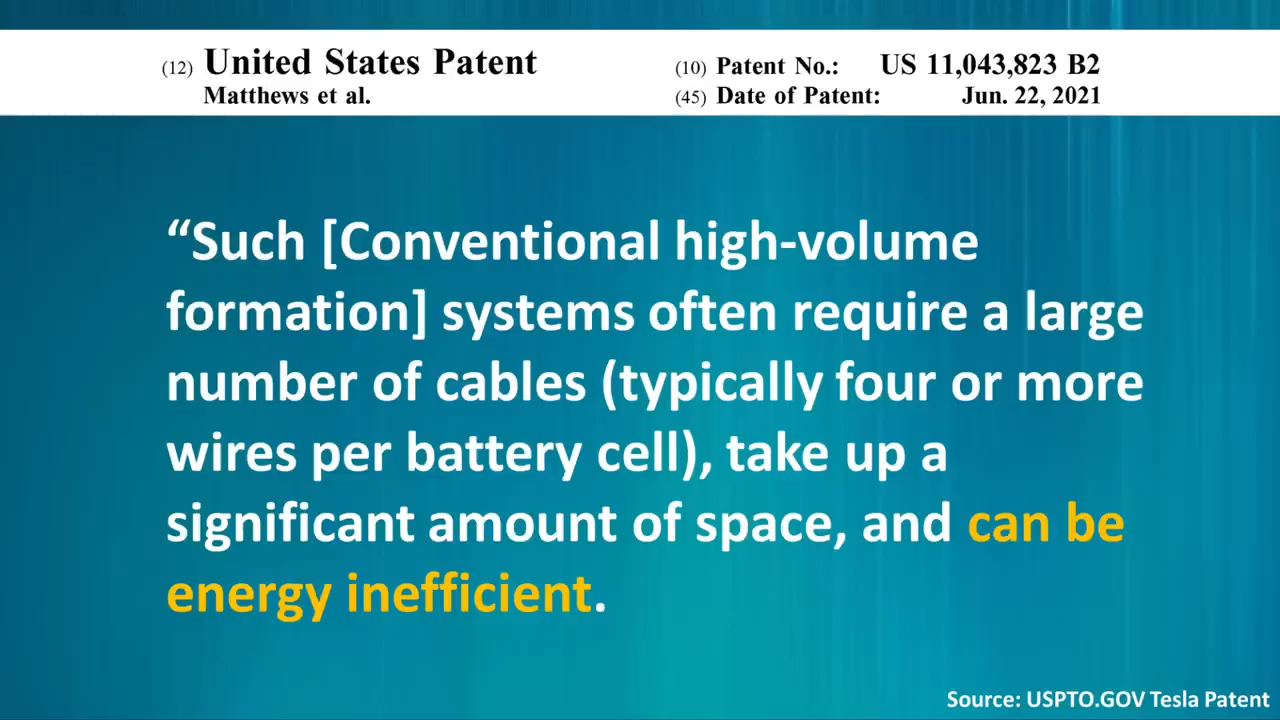 (12) United States Patent
Matthews et al.
(10) Patent No.: US 11,043,823 B2
(45) Date of Patent: Jun. 22, 2021
“Such [Conventional high-volume
formation] systems often require a large
number of cables (typically four or more
wires per battery cell), take up a
significant amount of space, and can be
energy inefficient.
Source: USPTO.GOV Tesla Patent